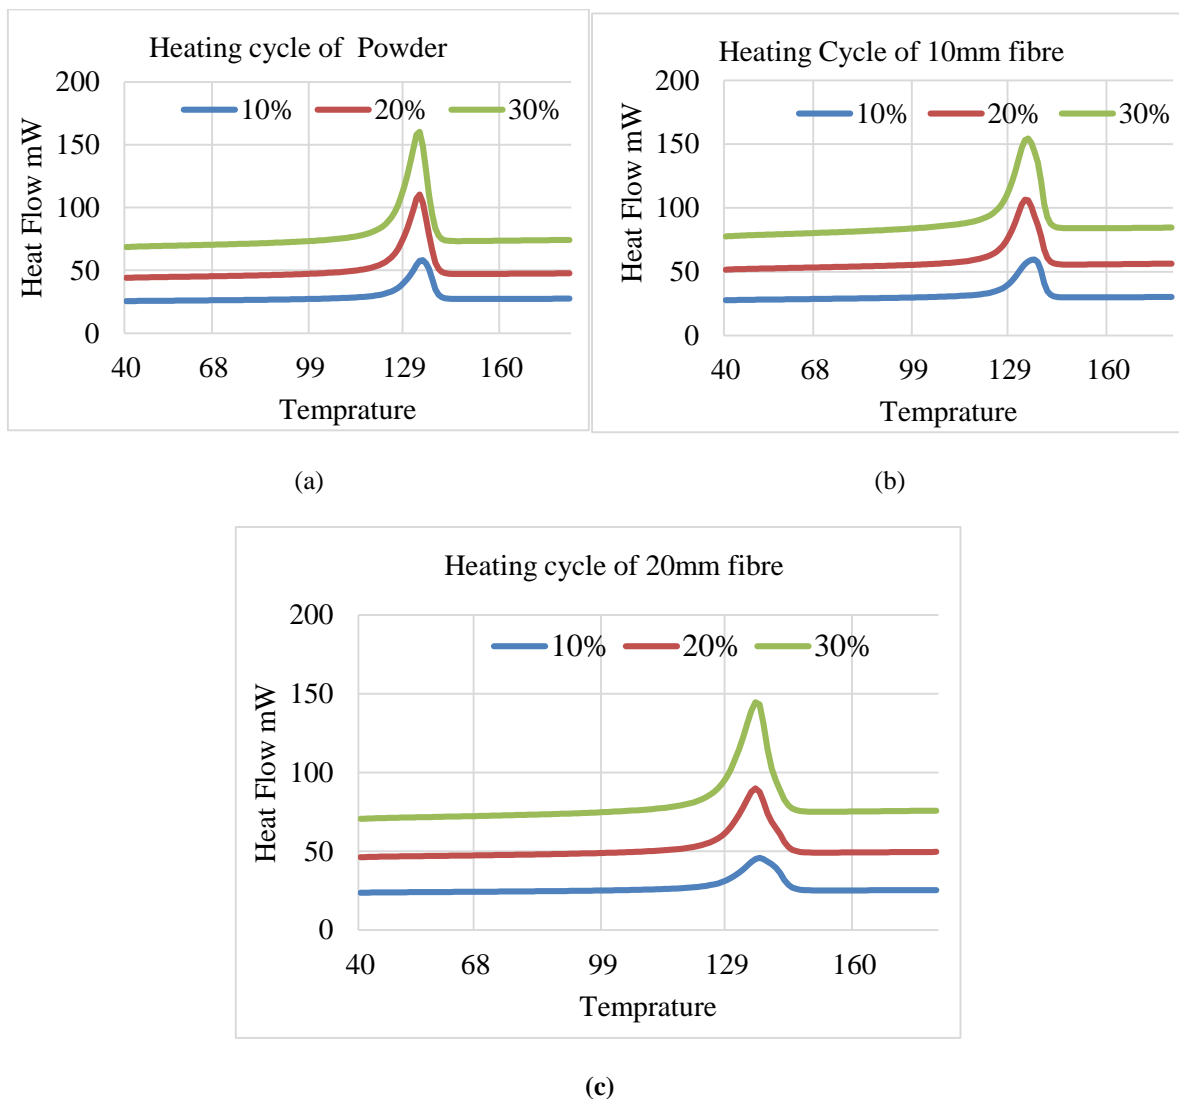 Heating cycle of  Powder
200
10% 20% 30%
150
100
50
0
Heat Flow mW
40 68 99 129 160
Temprature
(a)
Heating Cycle of 10mm fibre
200
10% 20% 30%
150
100
50
0
Heat Flow mW
40 68 99 129 160
Temprature
(b)
Heating cycle of 20mm fibre
200
10% 20% 30%
150
100
50
0
Heat Flow mW
40 68 99 129 160
Temprature
(c)